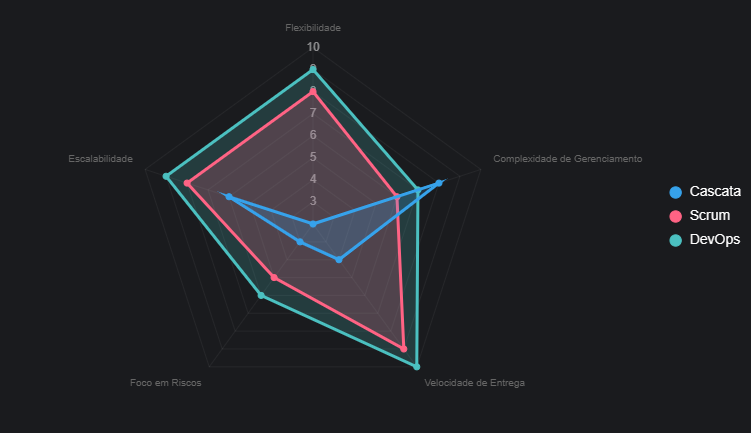 Flexibilidade
10
9
8
7
6
5
4
3
Escalabilidade
Complexidade de Gerenciamento
Cascata
Scrum
DevOps
Foco em Riscos
Velocidade de Entrega